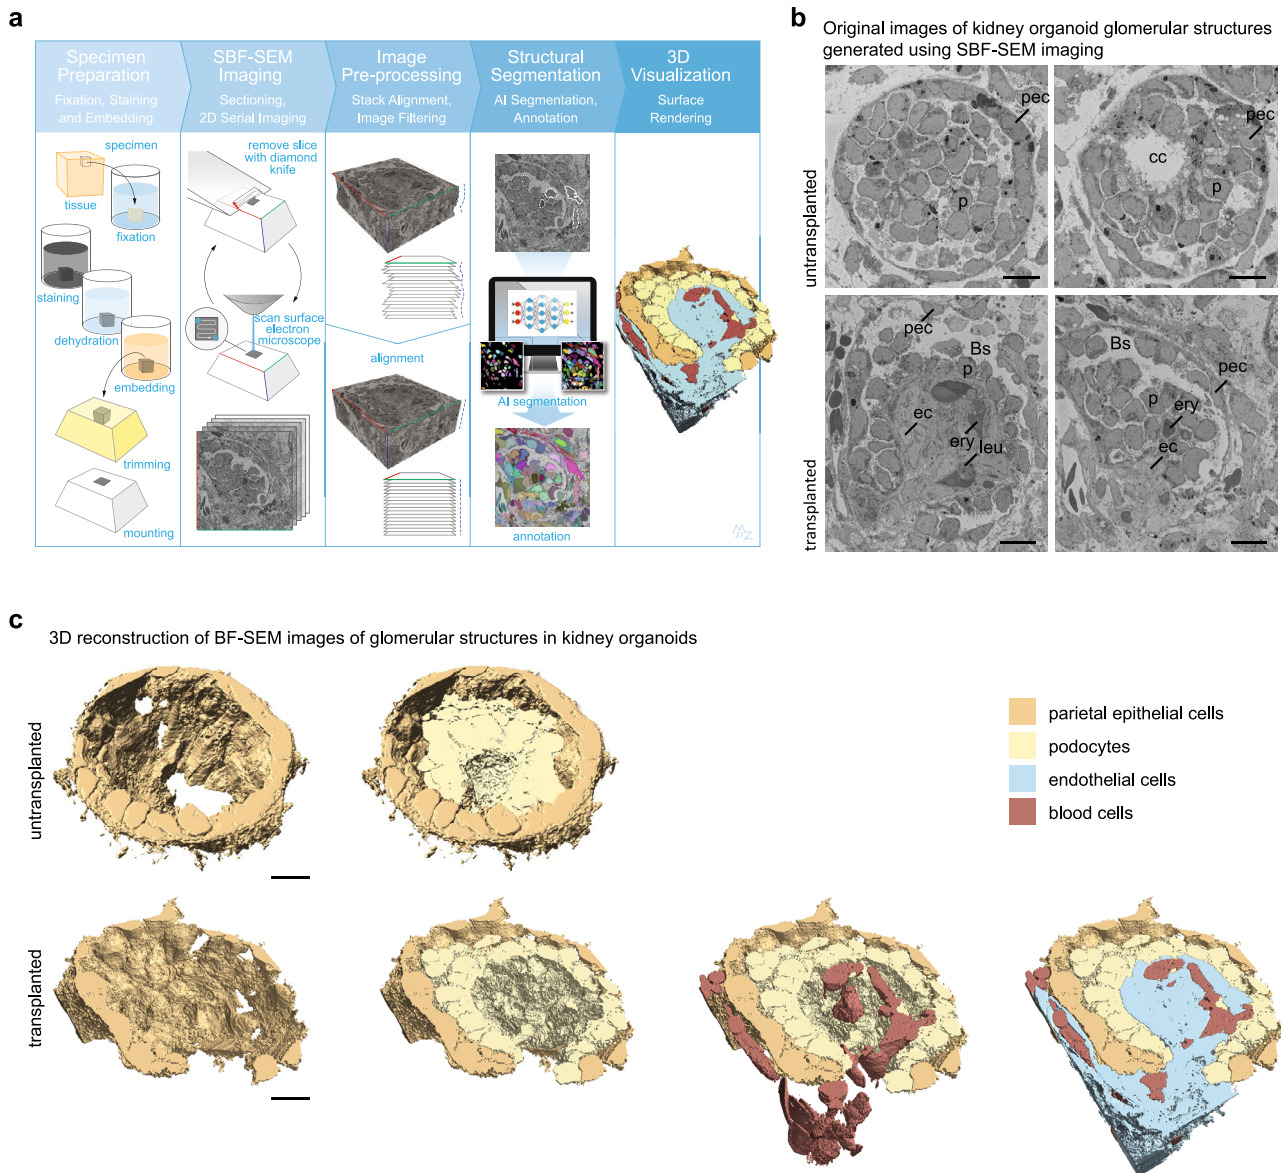 a
Specimen
Preparation
Fixation, Staining
and Embedding
SBF-SEM
Imaging
Sectioning,
2D Serial Imaging
Image
Pre-processing
Stack Alignment,
Image Filtering
Structural
Segmentation
AI Segmentation,
Annotation
3D
Visualization
Surface
Rendering
specimen
tissue
fixation
staining
dehydration
embedding
trimming
mounting
remove slice
with diamond
knife
scan surface
electron
microscope
alignment
AI segmentation
annotation
b
Original images of kidney organoid glomerular structures
generated using SBF-SEM imaging
untransplanted
pec
p
pec
cc
p
transplanted
pec
Bs
p
ec
ery
leu
Bs
pec
p
ery
ec
c
3D reconstruction of BF-SEM images of glomerular structures in kidney organoids
untransplanted
transplanted
parietal epithelial cells
podocytes
endothelial cells
blood cells